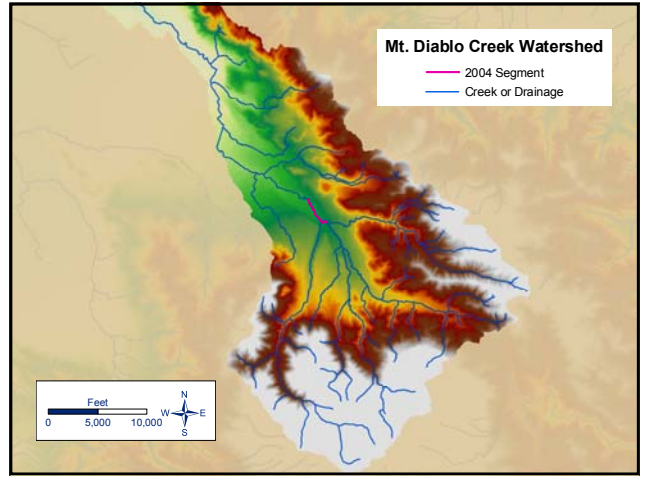 Mt. Diablo Creek Watershed
2004 Segment
Creek or Drainage
Feet
0 5,000 10,000
N
W E
S